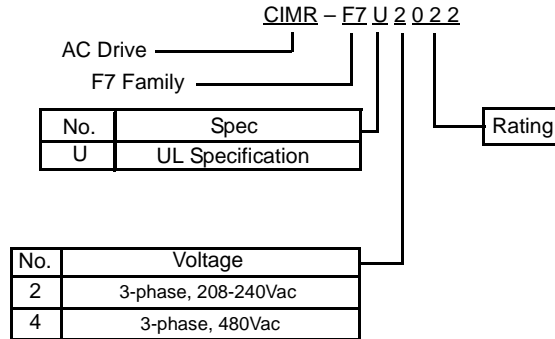 CIMR – F7 U 2 0 2 2
AC Drive
F7 Family
No. Spec
U UL Specification
Rating
No. Voltage
2 3-phase, 208-240Vac
4 3-phase, 480Vac